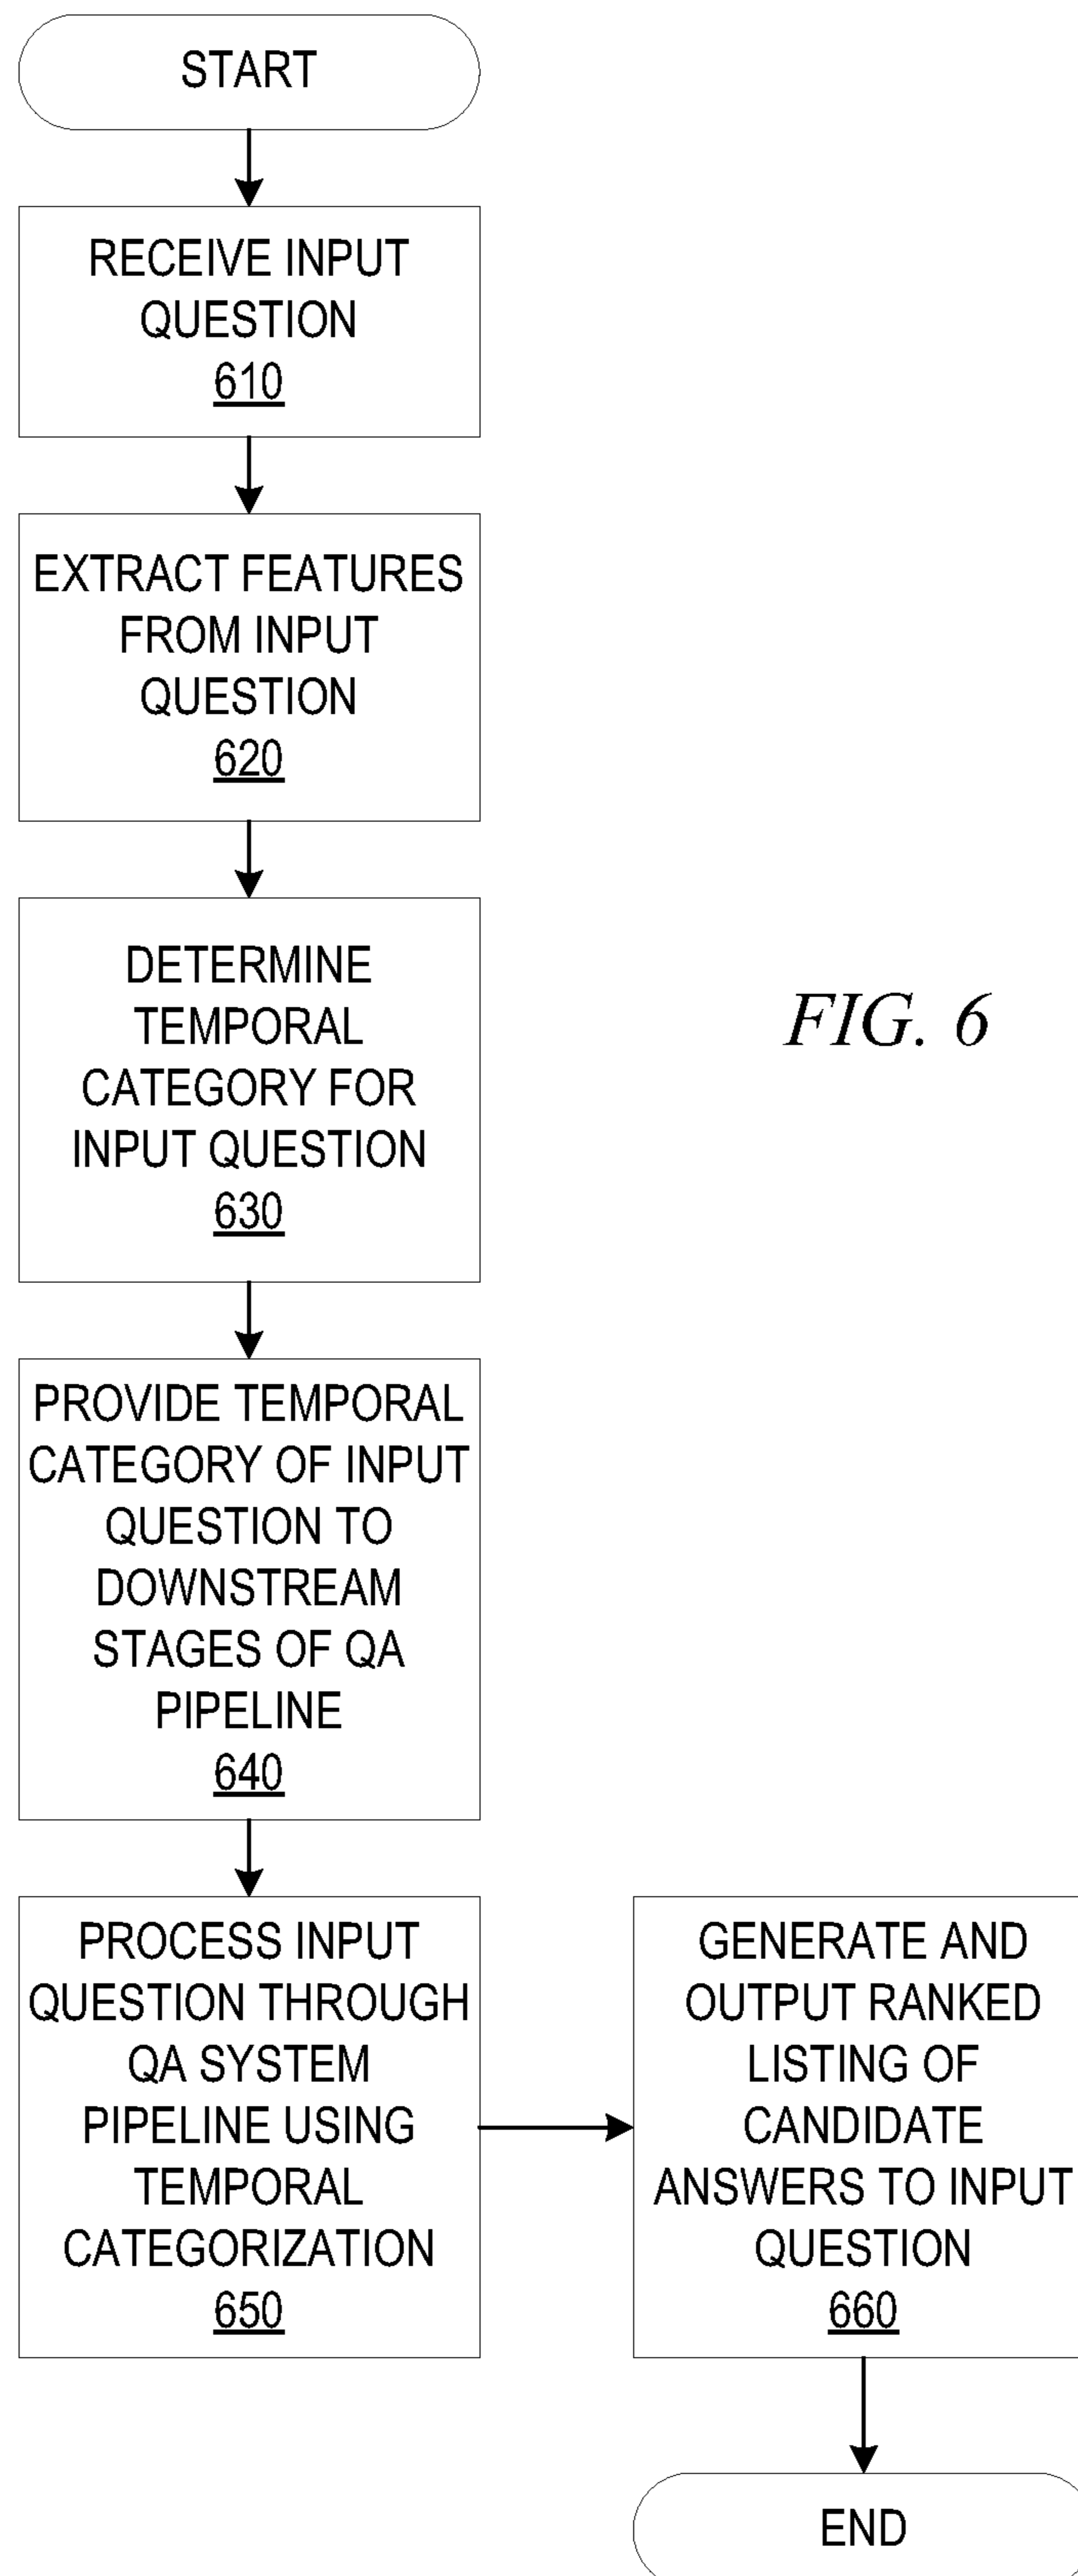 START
RECEIVE INPUT
QUESTION
610
EXTRACT FEATURES
FROM INPUT
QUESTION
620
DETERMINE
TEMPORAL
CATEGORY FOR
INPUT QUESTION
630
FIG. 6
PROVIDE TEMPORAL
CATEGORY OF INPUT
QUESTION TO
DOWNSTREAM
STAGES OF QA
PIPELINE
640
PROCESS INPUT
QUESTION THROUGH
QA SYSTEM
PIPELINE USING
TEMPORAL
CATEGORIZATION
650
GENERATE AND
OUTPUT RANKED
LISTING OF
CANDIDATE
ANSWERS TO INPUT
QUESTION
660
END